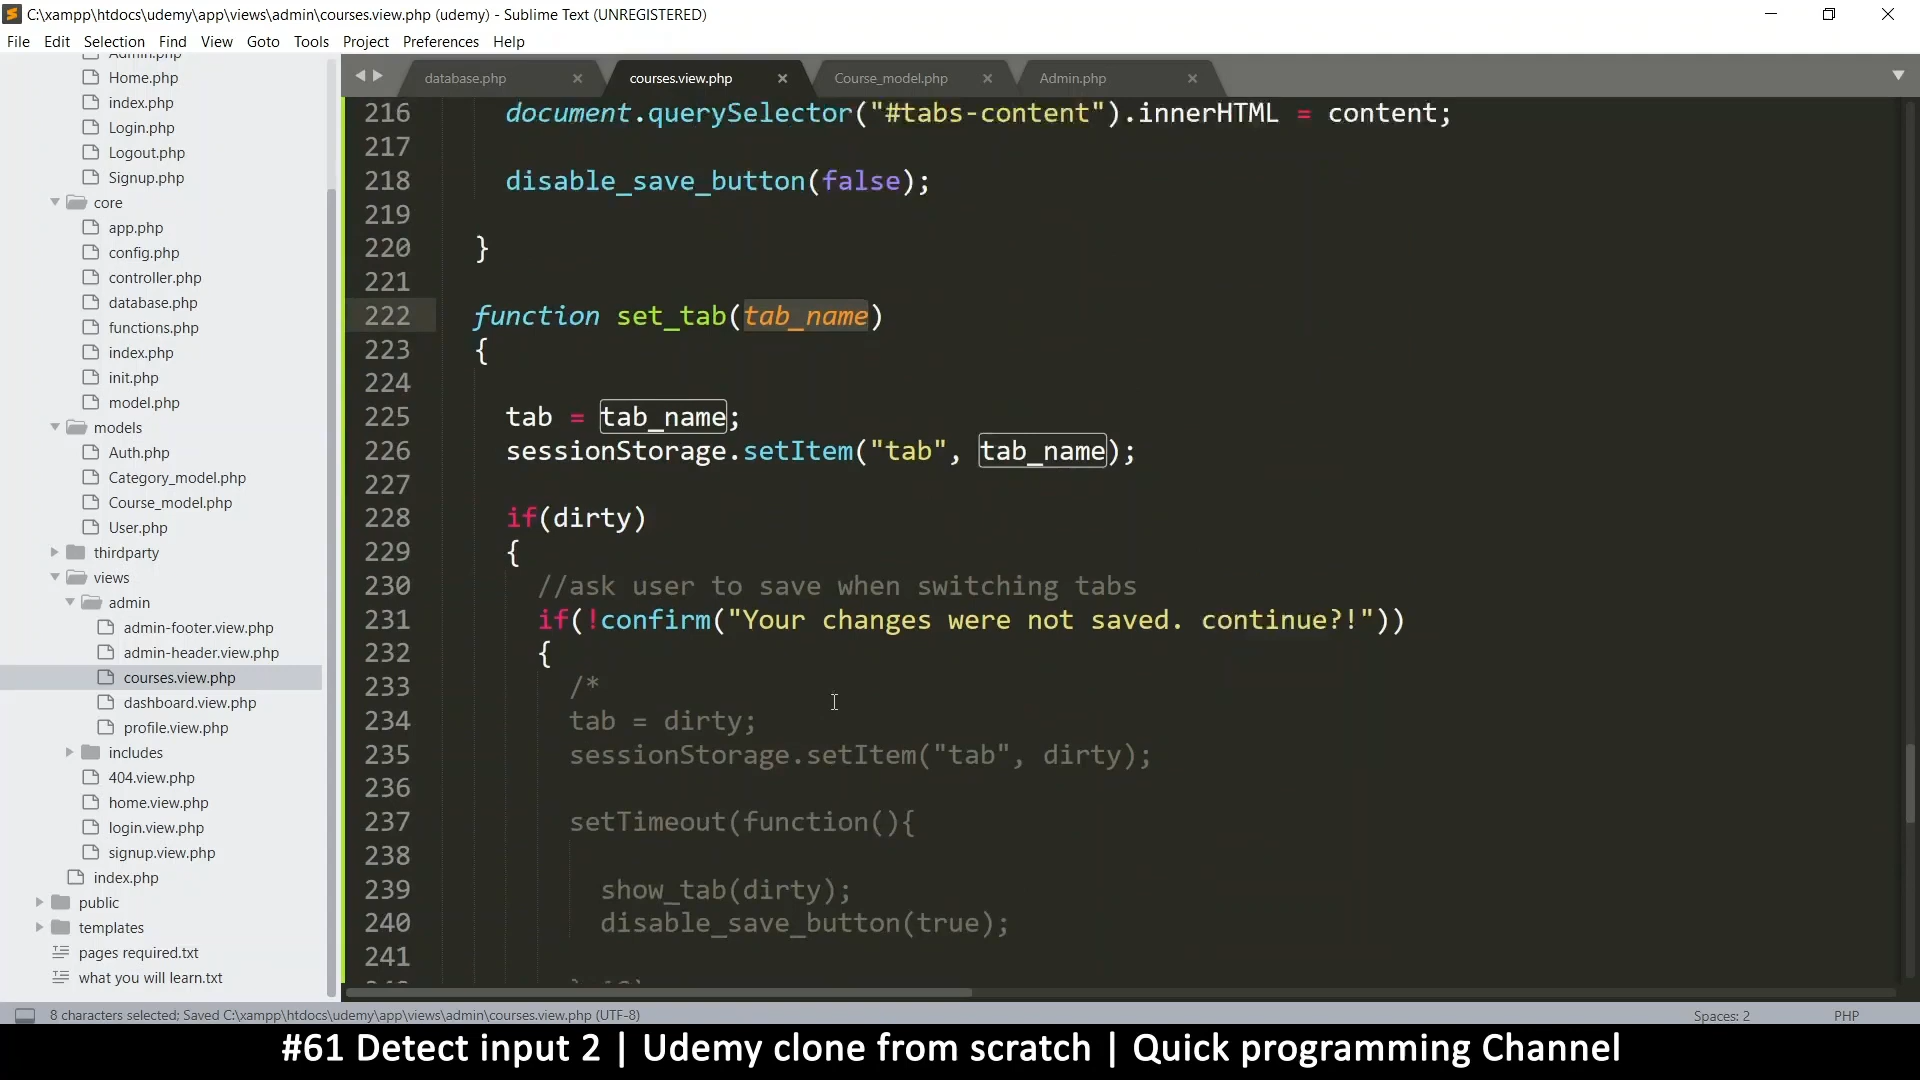 C:\xampp\htdocs\udemy\app\views\admin\courses.view.php (udemy) - Sublime Text (UNREGISTERED)
File Edit Selection Find View Goto Tools Project Preferences Help
Admin.php
Home.php
index.php
Login.php
Logout.php
Signup.php
core
app.php
config.php
controller.php
database.php
functions.php
index.php
init.php
model.php
models
Auth.php
Category_model.php
Course_model.php
User.php
thirdparty
views
admin
admin-footer.view.php
admin-header.view.php
courses.view.php
dashboard.view.php
profile.view.php
includes
404.view.php
home.view.php
login.view.php
signup.view.php
index.php
public
templates
pages required.txt
what you will learn.txt
database.php courses.view.php Course_model.php Admin.php
216 document.querySelector("#tabs-content").innerHTML = content;
217
218 disable_save_button(false);
219
220 }
221
222 function set_tab(tab_name)
223 {
224
225 tab = tab_name;
226 sessionStorage.setItem("tab", tab_name);
227
228 if(dirty)
229 {
230 //ask user to save when switching tabs
231 if(!confirm("Your changes were not saved. continue?!"))
232 {
233 /*
234 tab = dirty;
235 sessionStorage.setItem("tab", dirty);
236
237 setTimeout(function(){
238
239 show_tab(dirty);
240 disable_save_button(true);
241
8 characters selected; Saved C:\xampp\htdocs\udemy\app\views\admin\courses.view.php (UTF-8) Spaces: 2 PHP
#61 Detect input 2 | Udemy clone from scratch | Quick programming Channel